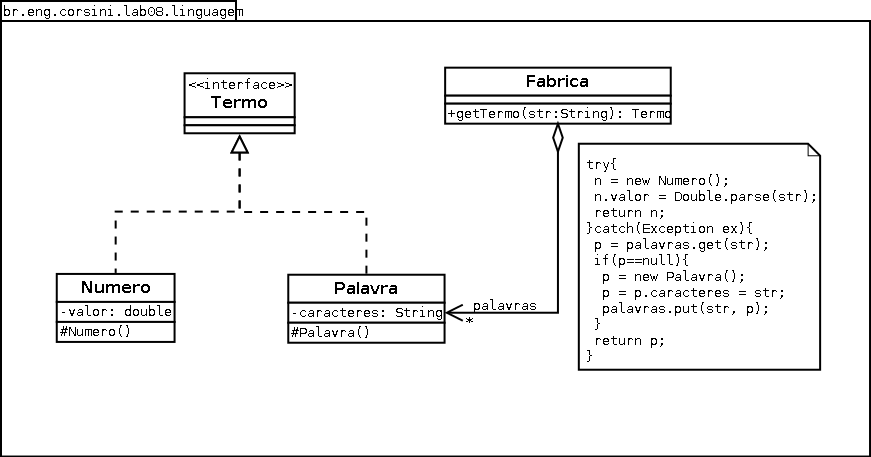 br.eng.corsini.lab08.linguagem
<<interface>>
Termo
Fabrica
+getTermo(str:String): Termo
try{
n = new Numero();
n.valor = Double.parse(str);
return n;
}catch(Exception ex){
p = palavras.get(str);
if(p==null){
p = new Palavra();
p = p.caracteres = str;
palavras.put(str, p);
}
return p;
}
Numero
-valor: double
#Numero()
Palavra
-caracteres: String
#Palavra()
palavras
*